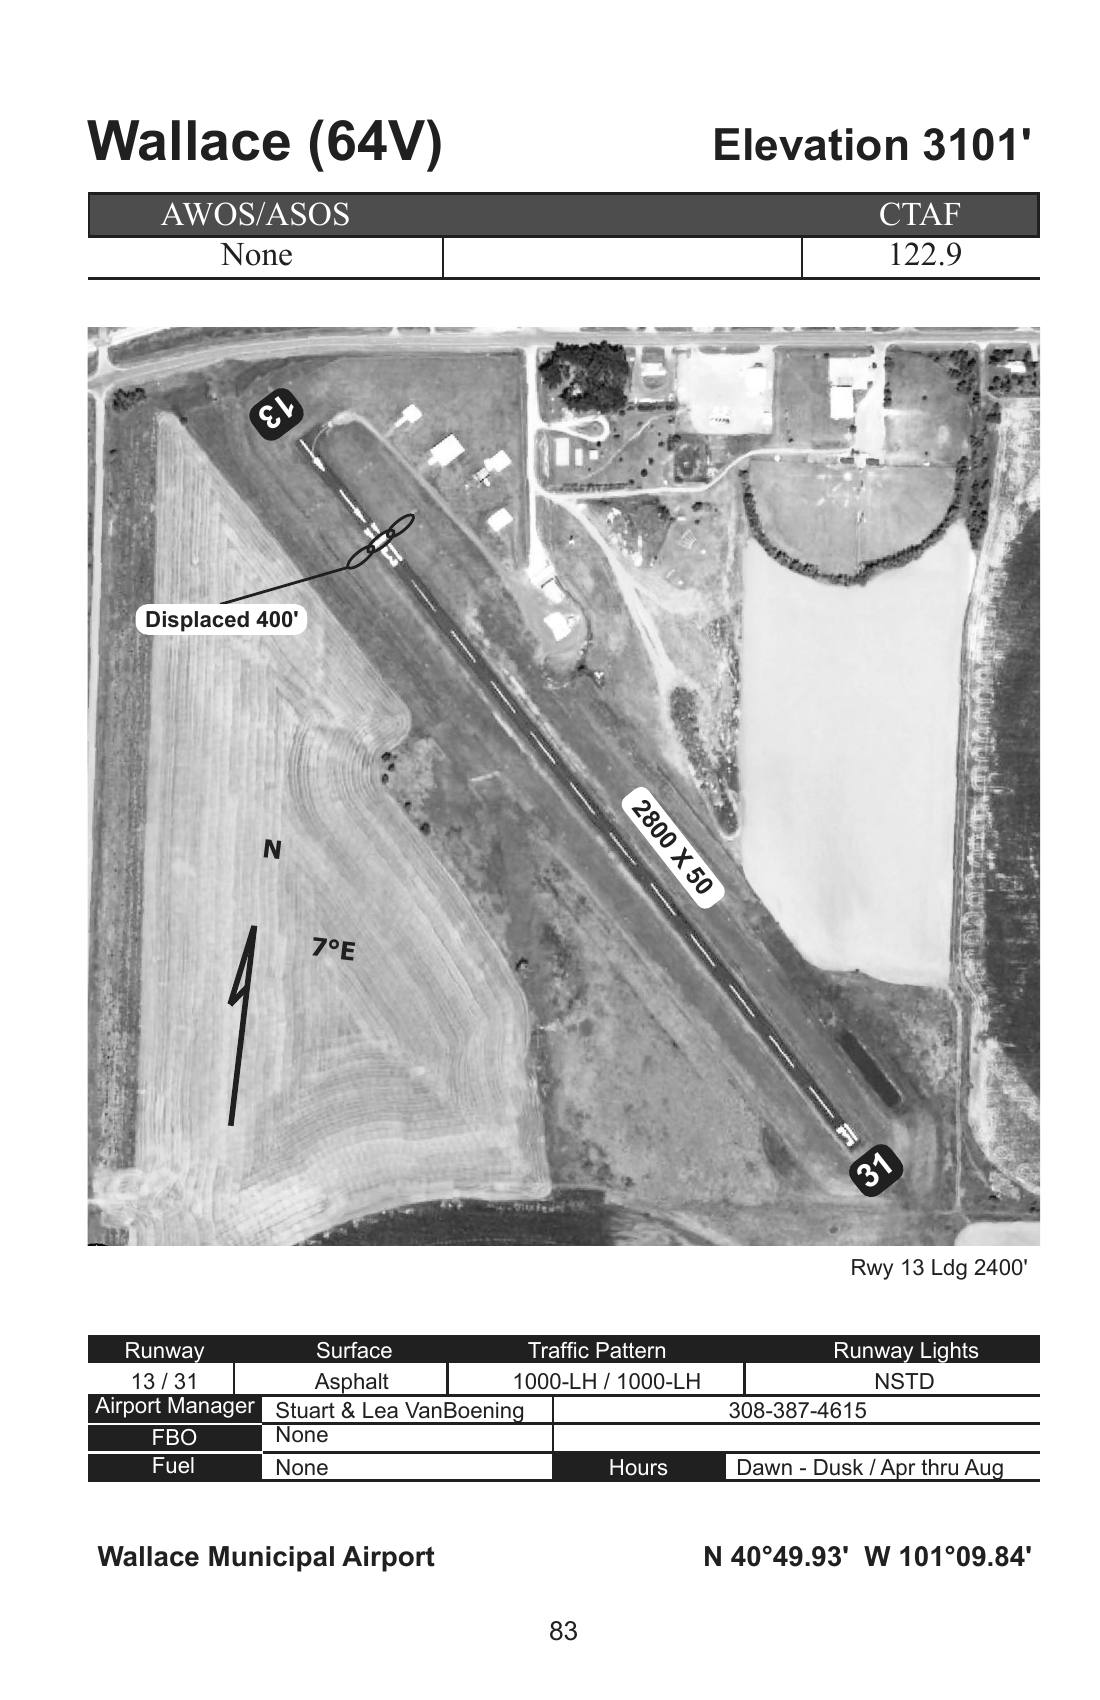 Wallace (64V) Elevation 3101'
AWOS/ASOS CTAF
None 122.9
13
Displaced 400'
2800 X 50
N
7°E
31
Rwy 13 Ldg 2400'
Runway Surface Traffic Pattern Runway Lights
13 / 31 Asphalt 1000-LH / 1000-LH NSTD
Airport Manager Stuart & Lea VanBoening 308-387-4615
FBO None
Fuel None Hours Dawn - Dusk / Apr thru Aug
Wallace Municipal Airport N 40°49.93' W 101°09.84'
83